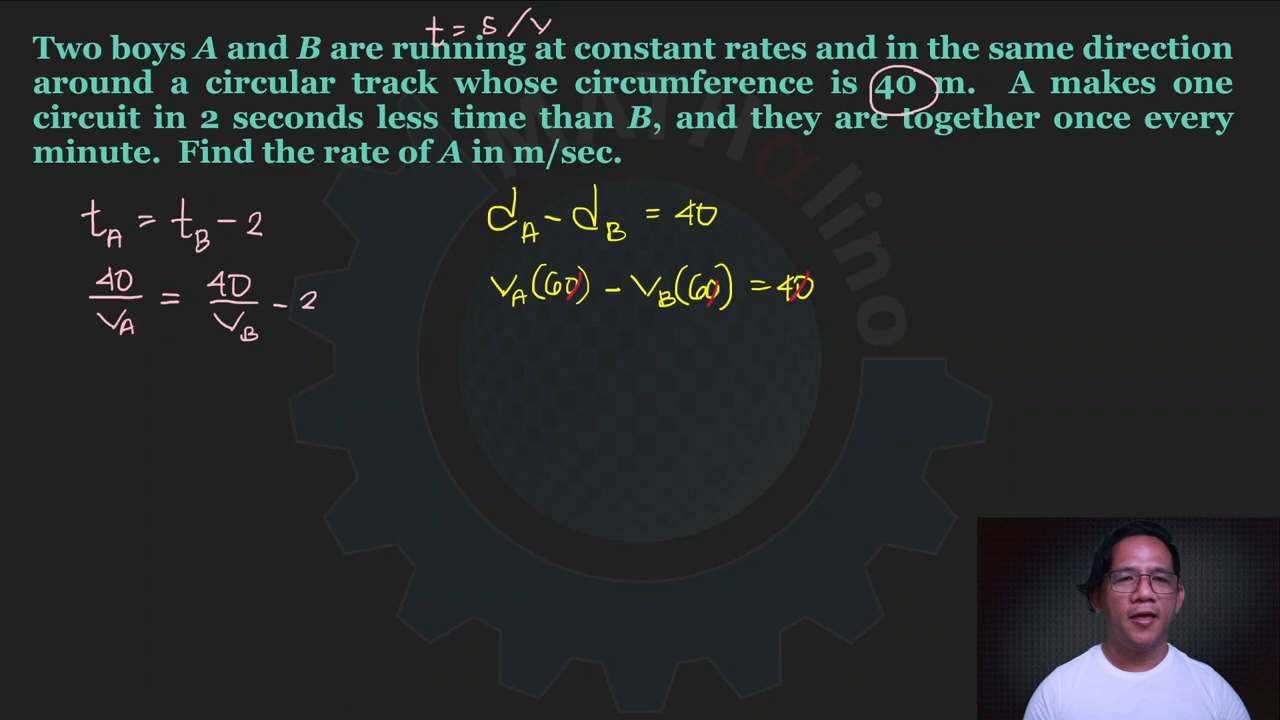 t = s / v
Two boys A and B are running at constant rates and in the same direction
around a circular track whose circumference is 40 m. A makes one
circuit in 2 seconds less time than B, and they are together once every
minute. Find the rate of A in m/sec.
MATHalino
t_A = t_B - 2
40/V_A = 40/V_B - 2
d_A - d_B = 40
V_A(60) - V_B(60) = 40